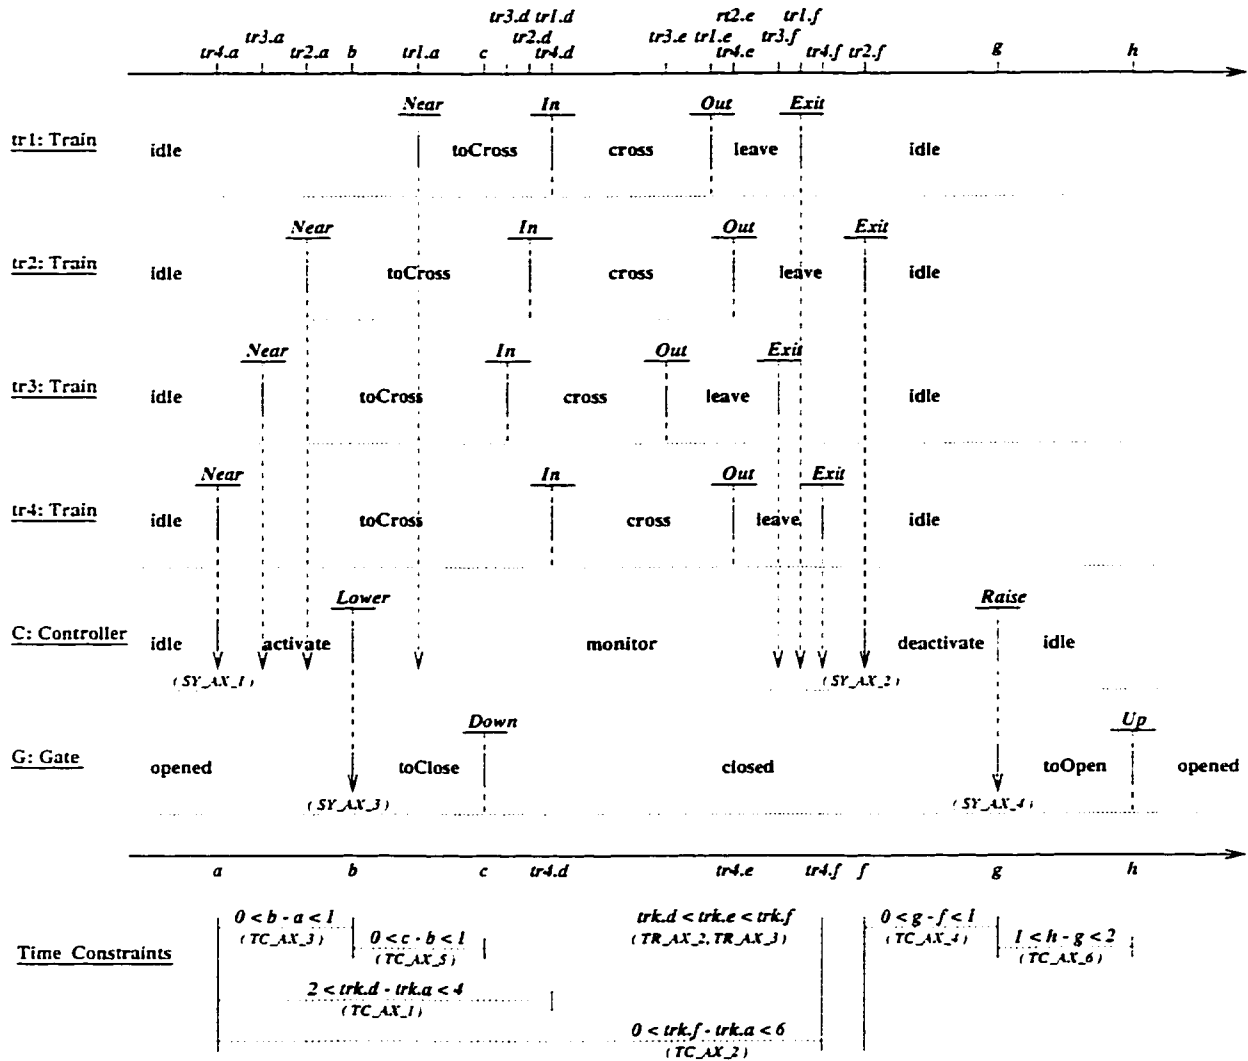 tr3.d tr1.d rt2.e tr1.f
tr3.a tr2.d tr3.e tr1.e tr3.f
tr4.a tr2.a b tr1.a c tr4.d tr4.e tr4.f tr2.f g h
Near In Out Exit
tr1: Train idle toCross cross leave idle
Near In Out Exit
tr2: Train idle toCross cross leave idle
Near In Out Exit
tr3: Train idle toCross cross leave idle
Near In Out Exit
tr4: Train idle toCross cross leave idle
Lower Raise
C: Controller idle activate monitor deactivate idle
(SY_AX_1) (SY_AX_2)
Down Up
G: Gate opened toClose closed toOpen opened
(SY_AX_3) (SY_AX_4)
a b c tr4.d tr4.e tr4.f f g h
0 < b - a < 1 trk.d < trk.e < trk.f 0 < g - f < 1
(TC_AX_3) (TR_AX_2, TR_AX_3) (TC_AX_4)
Time Constraints 0 < c - b < 1 1 < h - g < 2
(TC_AX_5) (TC_AX_6)
2 < trk.d - trk.a < 4
(TC_AX_1)
0 < trk.f - trk.a < 6
(TC_AX_2)